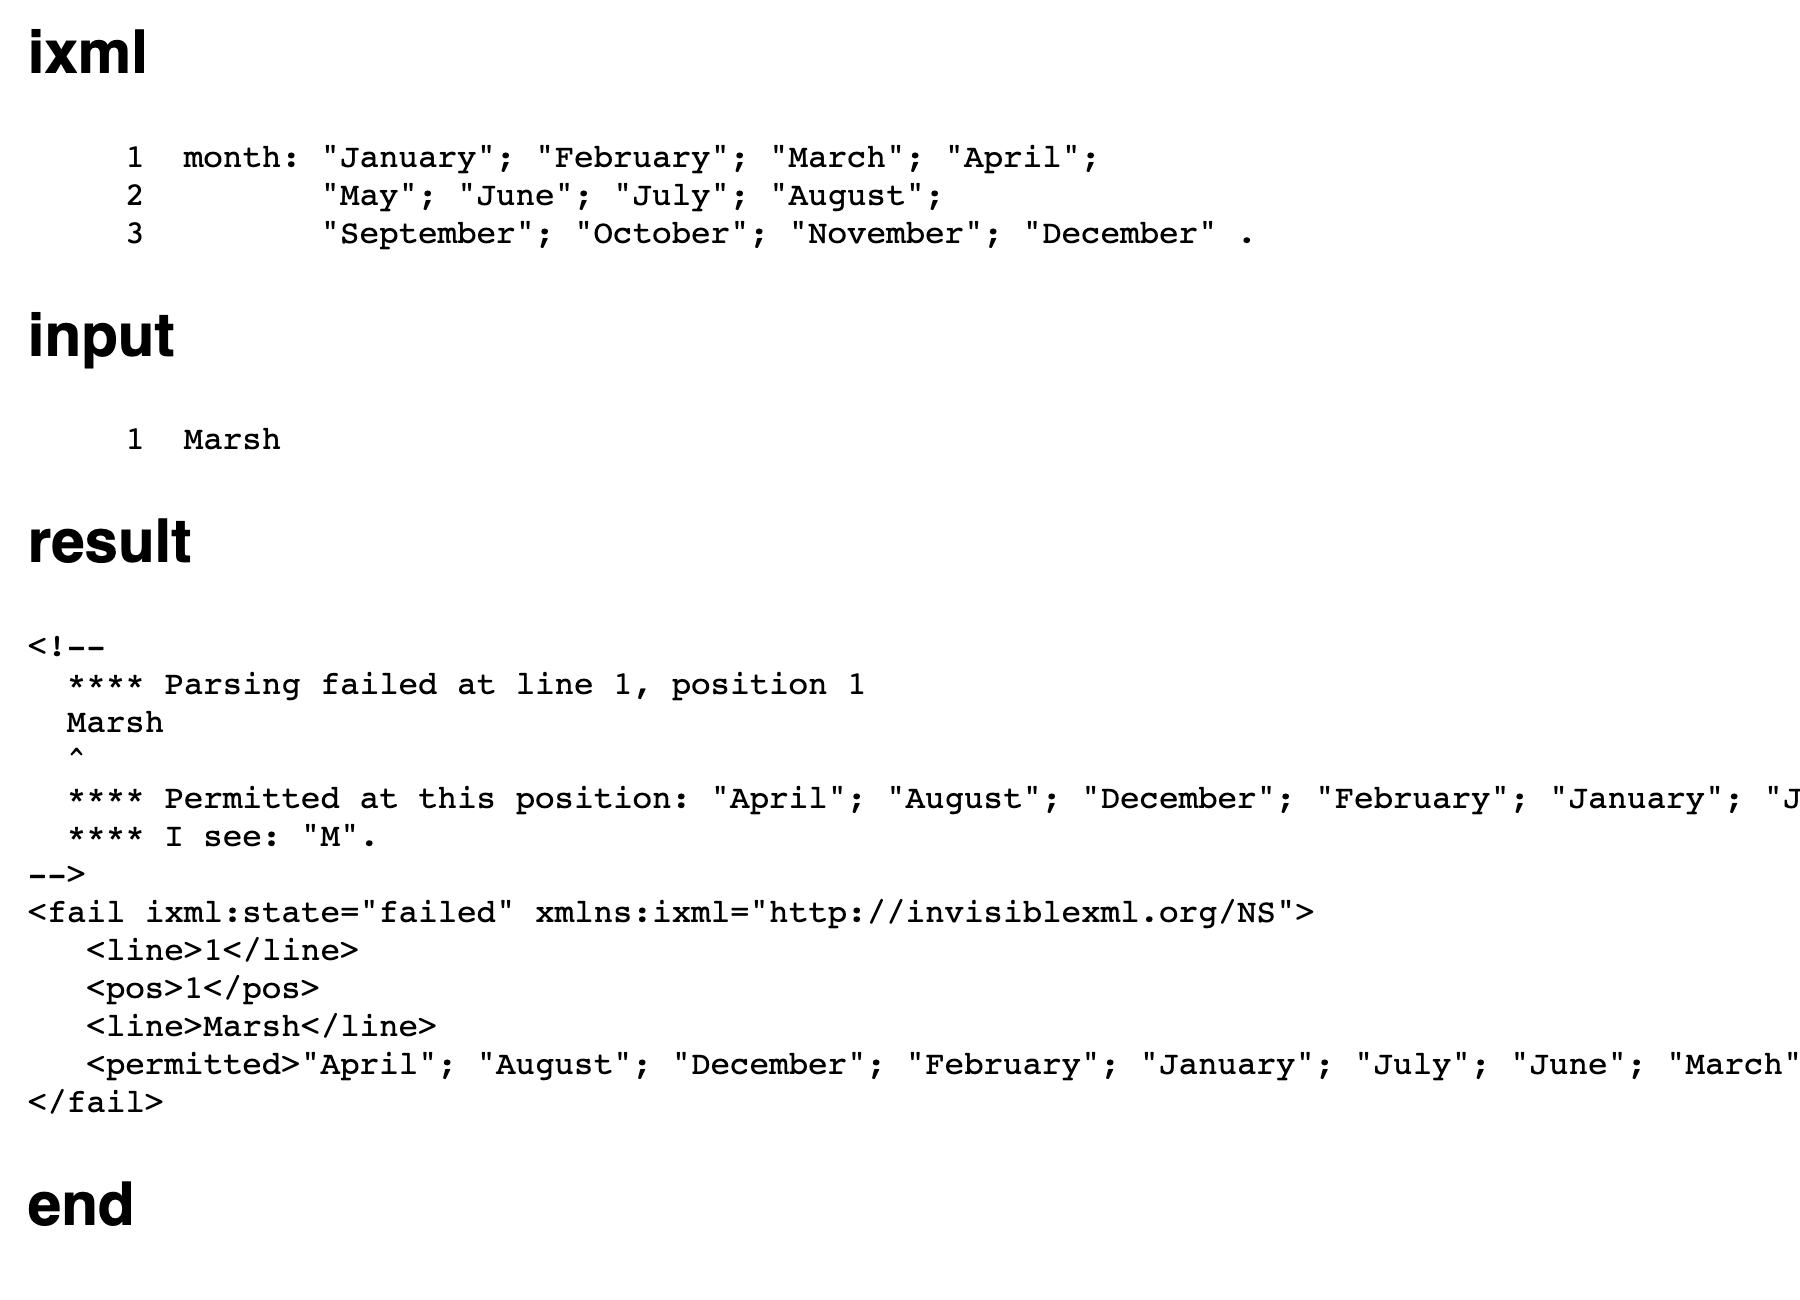 ixml
1 month: "January"; "February"; "March"; "April";
2 "May"; "June"; "July"; "August";
3 "September"; "October"; "November"; "December" .
input
1 Marsh
result
<!--
**** Parsing failed at line 1, position 1
Marsh
^
**** Permitted at this position: "April"; "August"; "December"; "February"; "January"; "J
**** I see: "M".
-->
<fail ixml:state="failed" xmlns:ixml="http://invisiblexml.org/NS">
<line>1</line>
<pos>1</pos>
<line>Marsh</line>
<permitted>"April"; "August"; "December"; "February"; "January"; "July"; "June"; "March"
</fail>
end